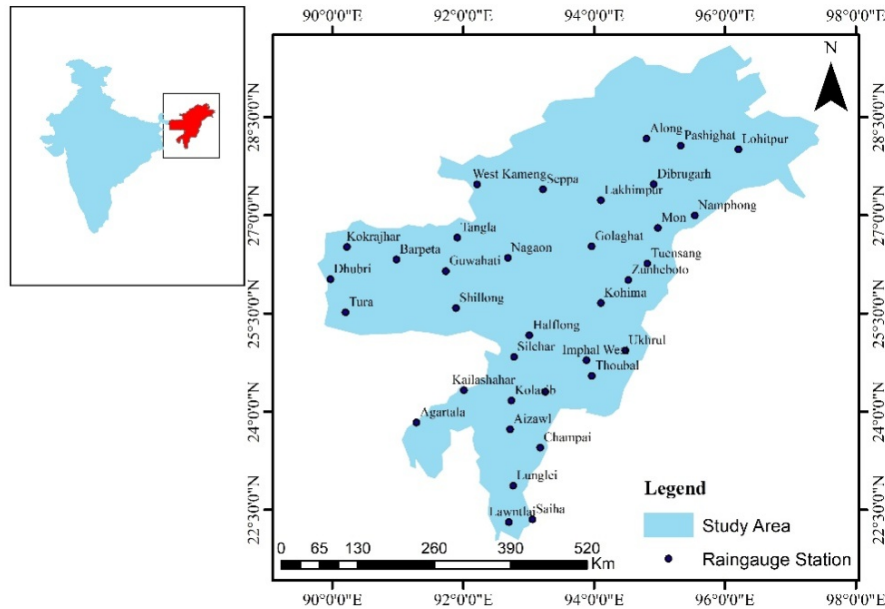 90°0'0"E 92°0'0"E 94°0'0"E 96°0'0"E 98°0'0"E
N
28°30'0"N
28°30'0"N
27°0'0"N
27°0'0"N
25°30'0"N
25°30'0"N
24°0'0"N
24°0'0"N
22°30'0"N
22°30'0"N
Along
Pashighat
Lohitpur
West Kameng
Seppa
Dibrugarh
Lakhimpur
Namphong
Mon
Tangla
Kokrajhar
Barpeta
Nagaon
Golaghat
Guwahati
Tuensang
Dhubri
Zunheboto
Kohima
Tura
Shillong
Halflong
Ukhrul
Silchar
Imphal West
Thoubal
Kailashahar
Kolasib
Agartala
Aizawl
Champai
Lunglei
Lawntlai
Saiha
Legend
Study Area
Raingauge Station
0 65 130 260 390 520
Km
90°0'0"E 92°0'0"E 94°0'0"E 96°0'0"E 98°0'0"E